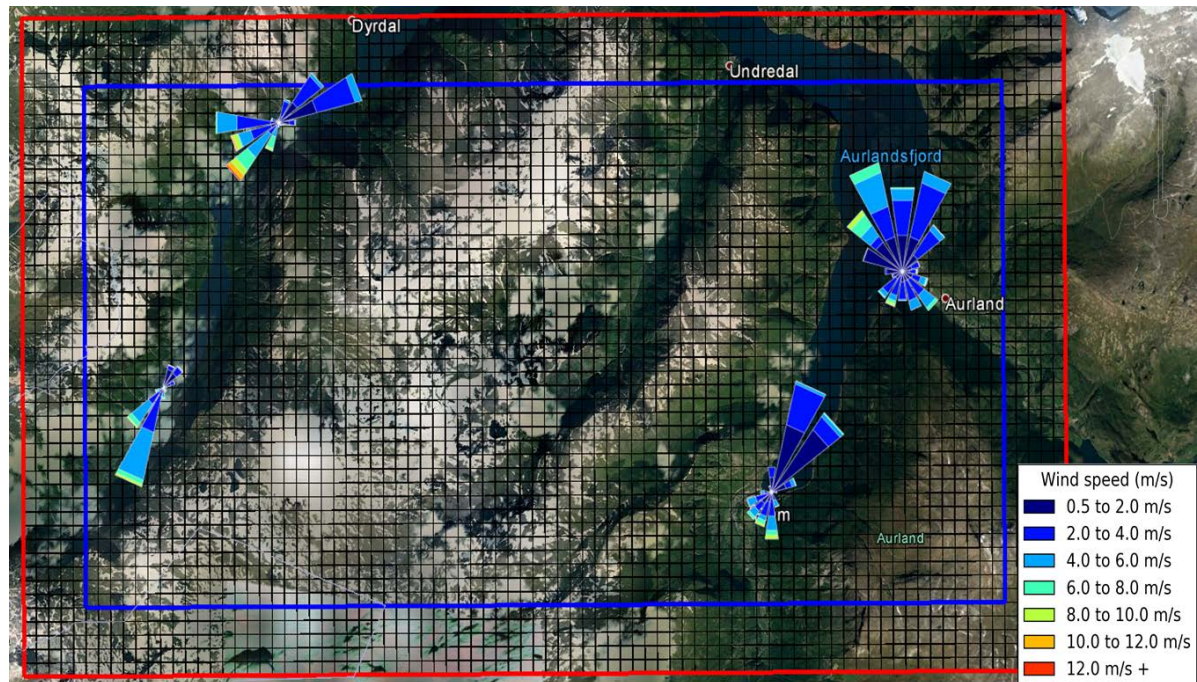 Dyrdal
Undredal
Aurlandsfjord
Aurland
m
Aurland
Wind speed (m/s)
0.5 to 2.0 m/s
2.0 to 4.0 m/s
4.0 to 6.0 m/s
6.0 to 8.0 m/s
8.0 to 10.0 m/s
10.0 to 12.0 m/s
12.0 m/s +